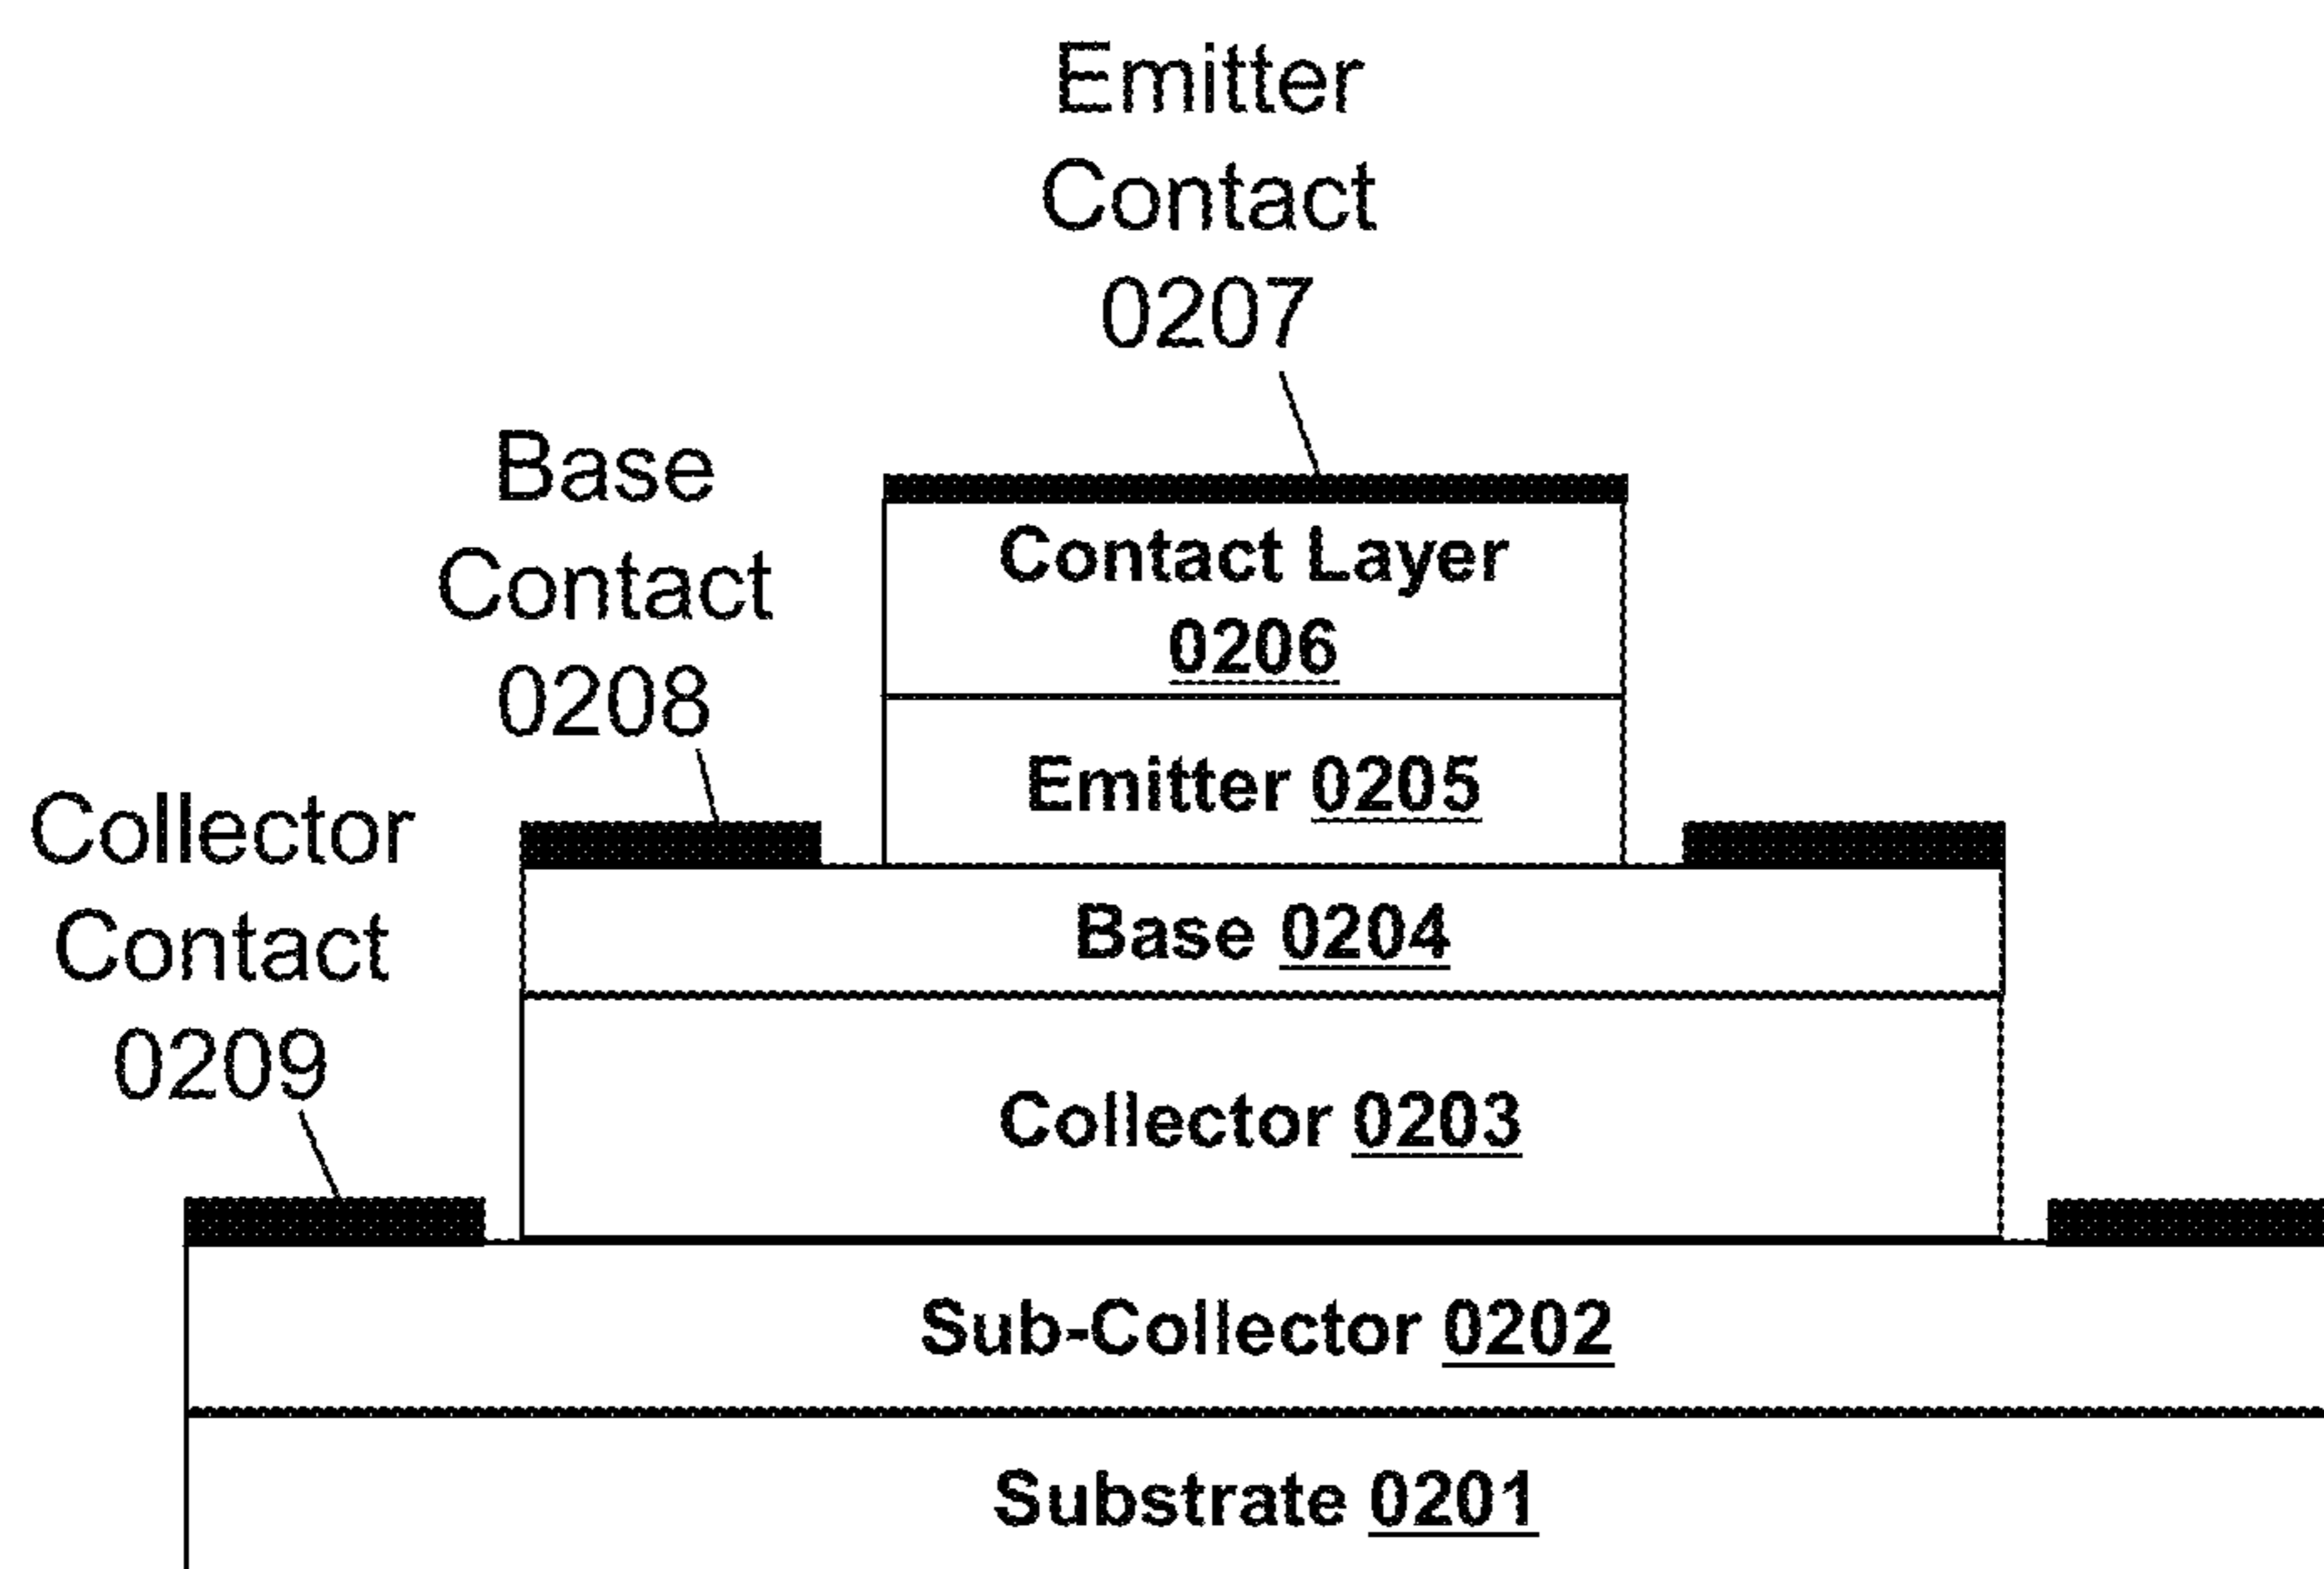 Emitter
Contact
0207
Base
Contact
0208
Contact Layer
0206
Emitter 0205
Collector
Contact
0209
Base 0204
Collector 0203
Sub-Collector 0202
Substrate 0201